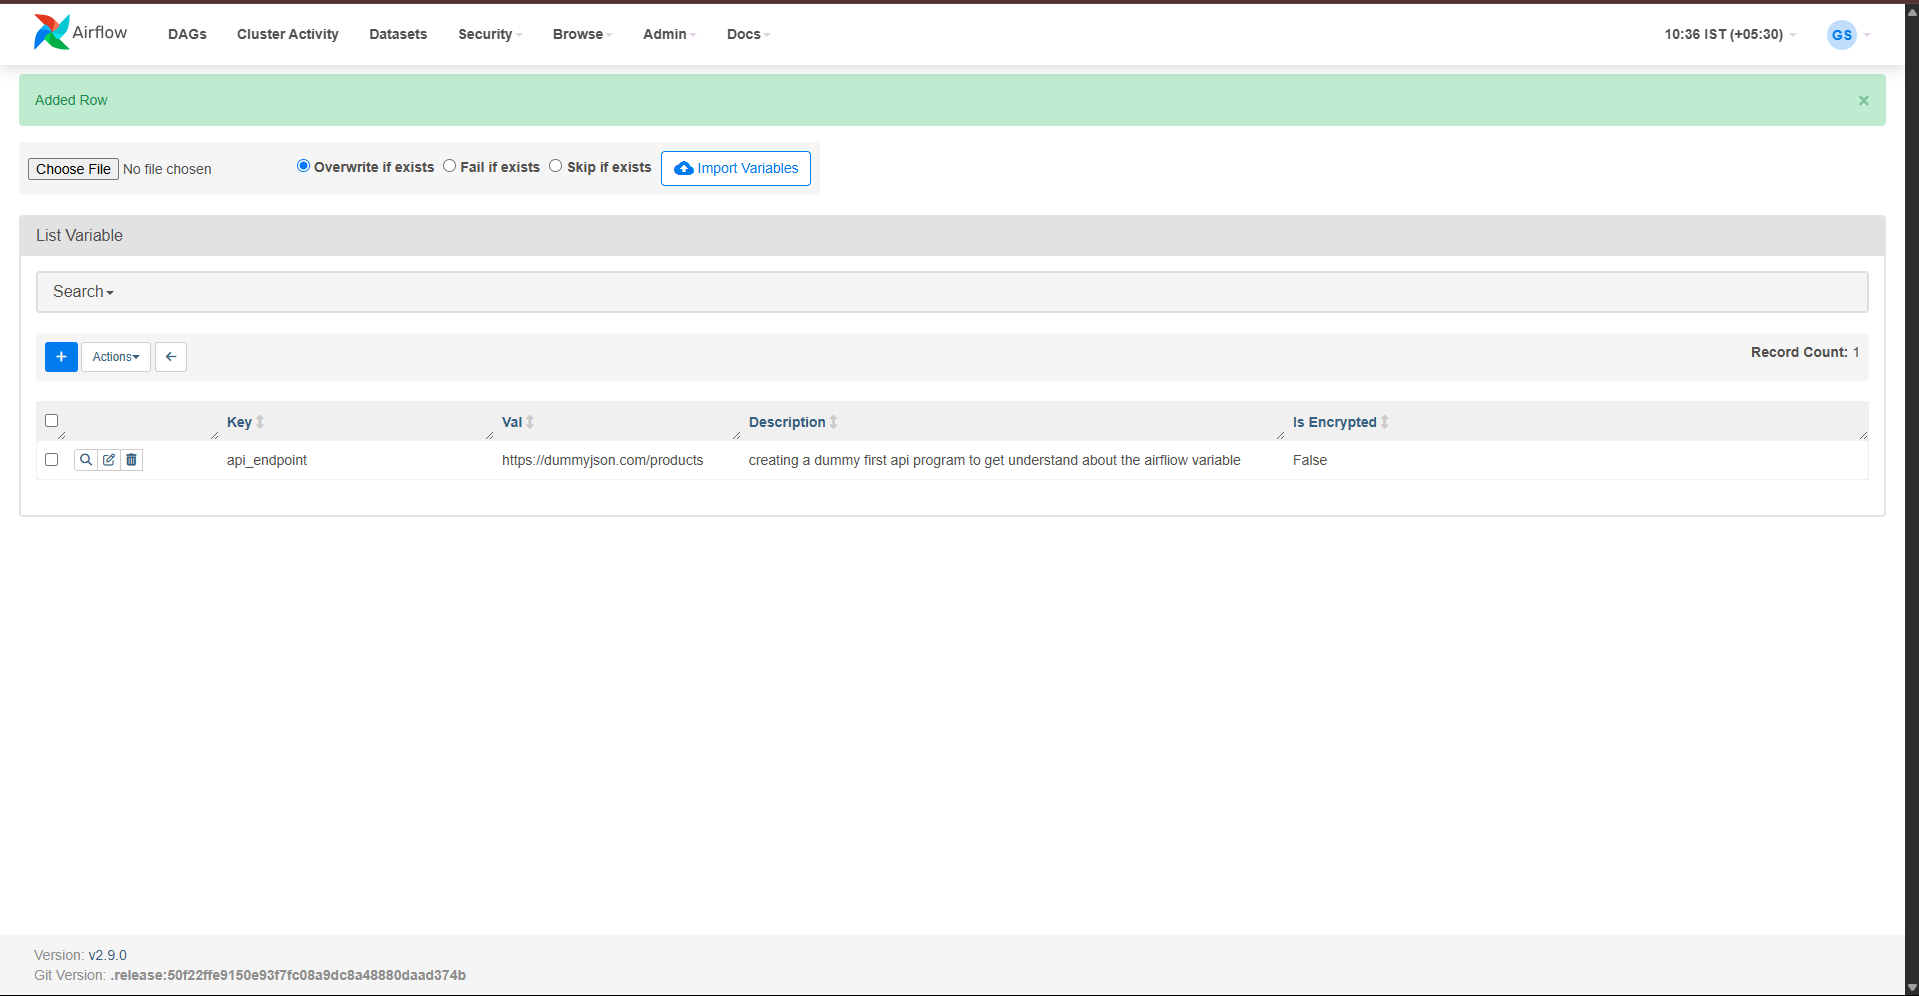 Airflow DAGs Cluster Activity Datasets Security Browse Admin Docs 10:36 IST (+05:30) GS
Added Row ×
Choose File No file chosen Overwrite if exists Fail if exists Skip if exists Import Variables
List Variable
Search
+ Actions Record Count: 1
Key Val Description Is Encrypted
api_endpoint https://dummyjson.com/products creating a dummy first api program to get understand about the airfliow variable False
Version: v2.9.0
Git Version: .release:50f22ffe9150e93f7fc08a9dc8a48880daad374b